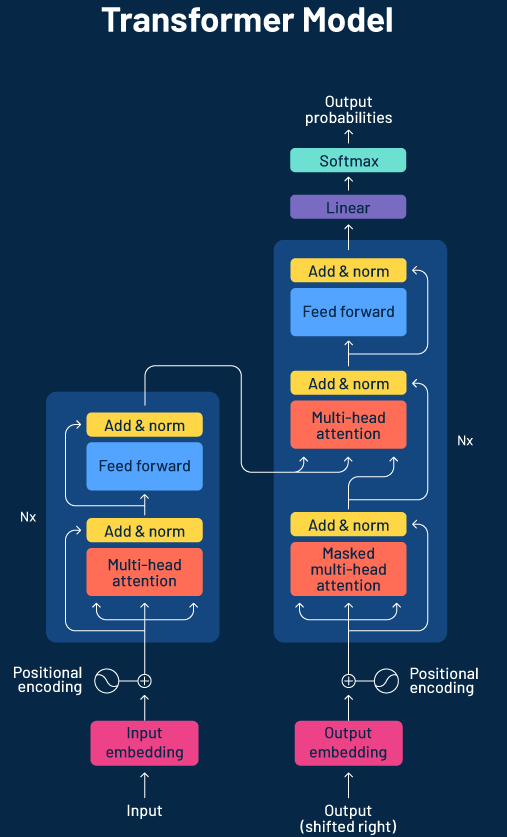 Transformer Model
Output
probabilities
Softmax
Linear
Add & norm
Feed forward
Add & norm
Multi-head
attention
Nx
Add & norm
Masked
multi-head
attention
Add & norm
Feed forward
Nx
Add & norm
Multi-head
attention
Positional
encoding
Positional
encoding
Input
embedding
Output
embedding
Input
Output
(shifted right)